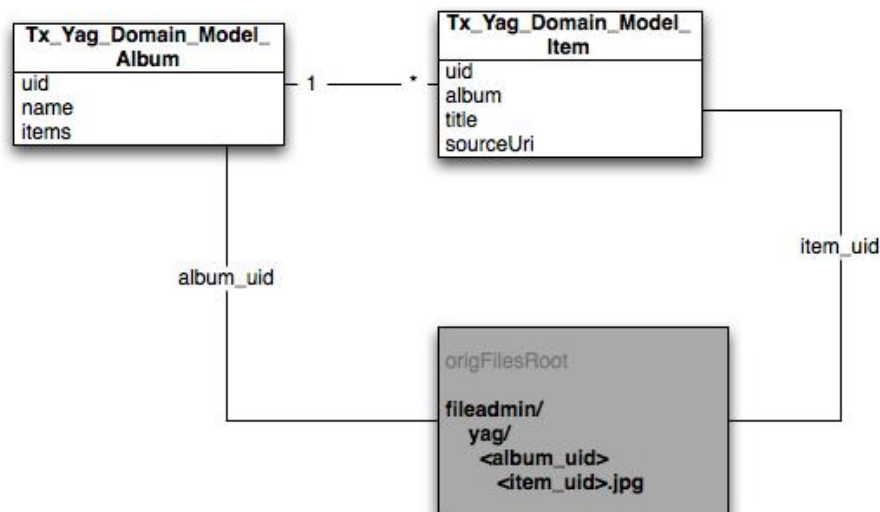 Tx_Yag_Domain_Model_
Album
uid
name
items
1
*
Tx_Yag_Domain_Model_
Item
uid
album
title
sourceUri
album_uid
item_uid
origFilesRoot
fileadmin/
yag/
<album_uid>
<item_uid>.jpg